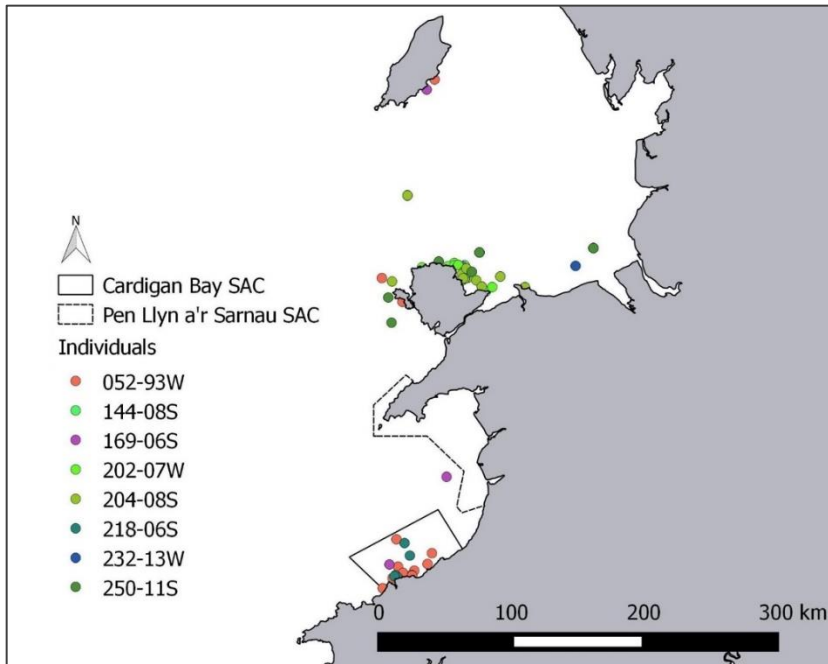 N
Cardigan Bay SAC
Pen Llyn a'r Sarnau SAC
Individuals
052-93W
144-08S
169-06S
202-07W
204-08S
218-06S
232-13W
250-11S
0 100 200 300 km